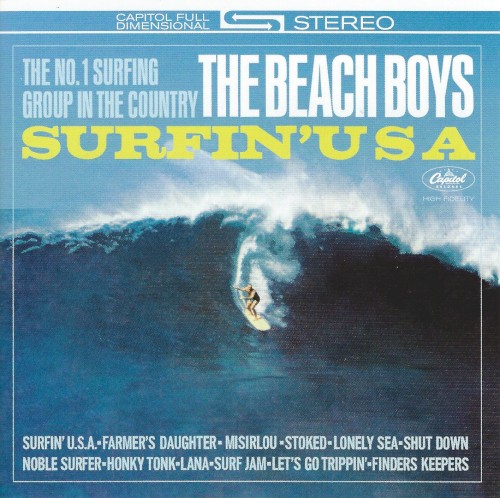 CAPITOL FULL DIMENSIONAL STEREO
THE NO.1 SURFING
GROUP IN THE COUNTRY
THE BEACH BOYS
SURFIN' USA
Capitol
RECORDS
HIGH FIDELITY
SURFIN' U.S.A.▪FARMER'S DAUGHTER▪MISIRLOU▪STOKED▪LONELY SEA▪SHUT DOWN
NOBLE SURFER▪HONKY TONK▪LANA▪SURF JAM▪LET'S GO TRIPPIN'▪FINDERS KEEPERS